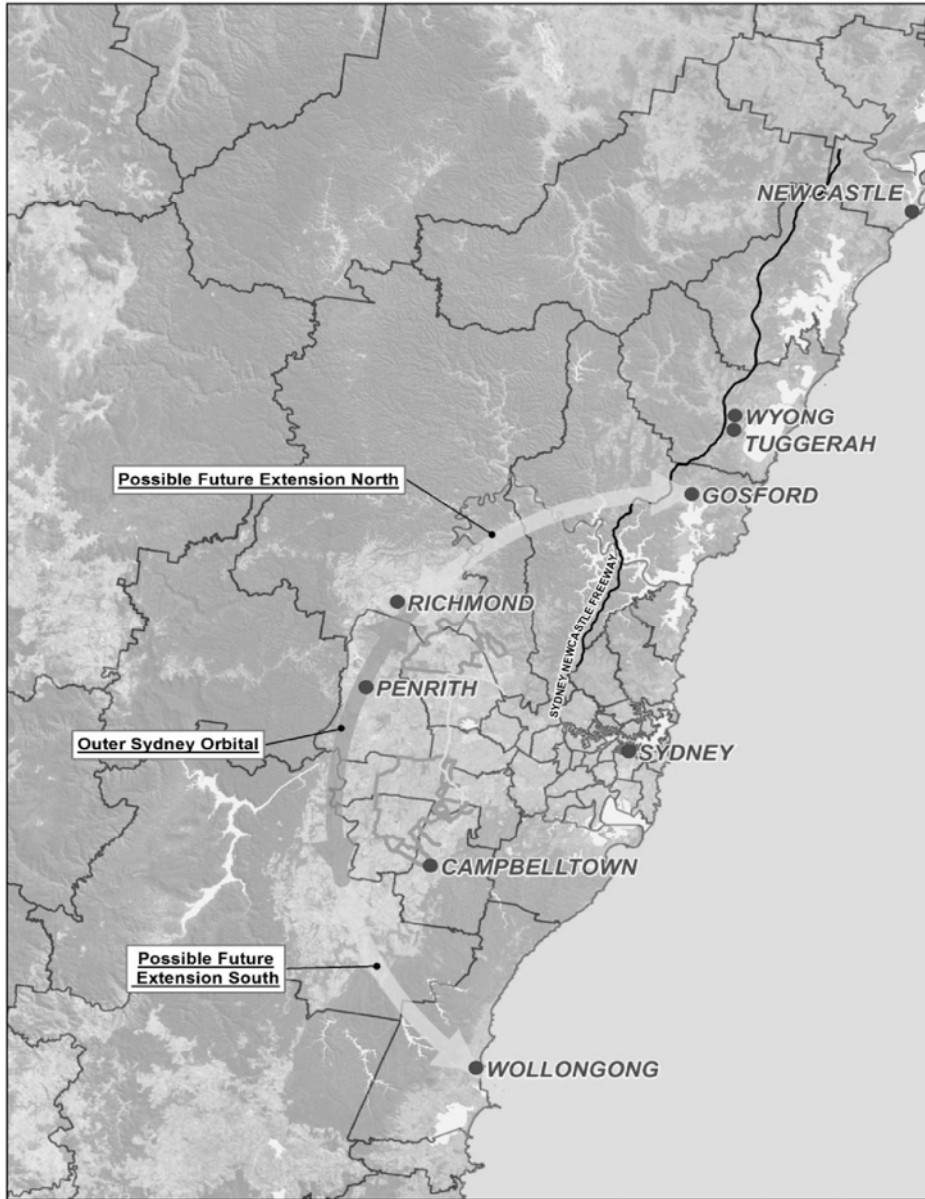 NEWCASTLE
WYONG
TUGGERAH
Possible Future Extension North
GOSFORD
RICHMOND
SYDNEY NEWCASTLE FREEWAY
PENRITH
Outer Sydney Orbital
SYDNEY
CAMPBELLTOWN
Possible Future
Extension South
WOLLONGONG